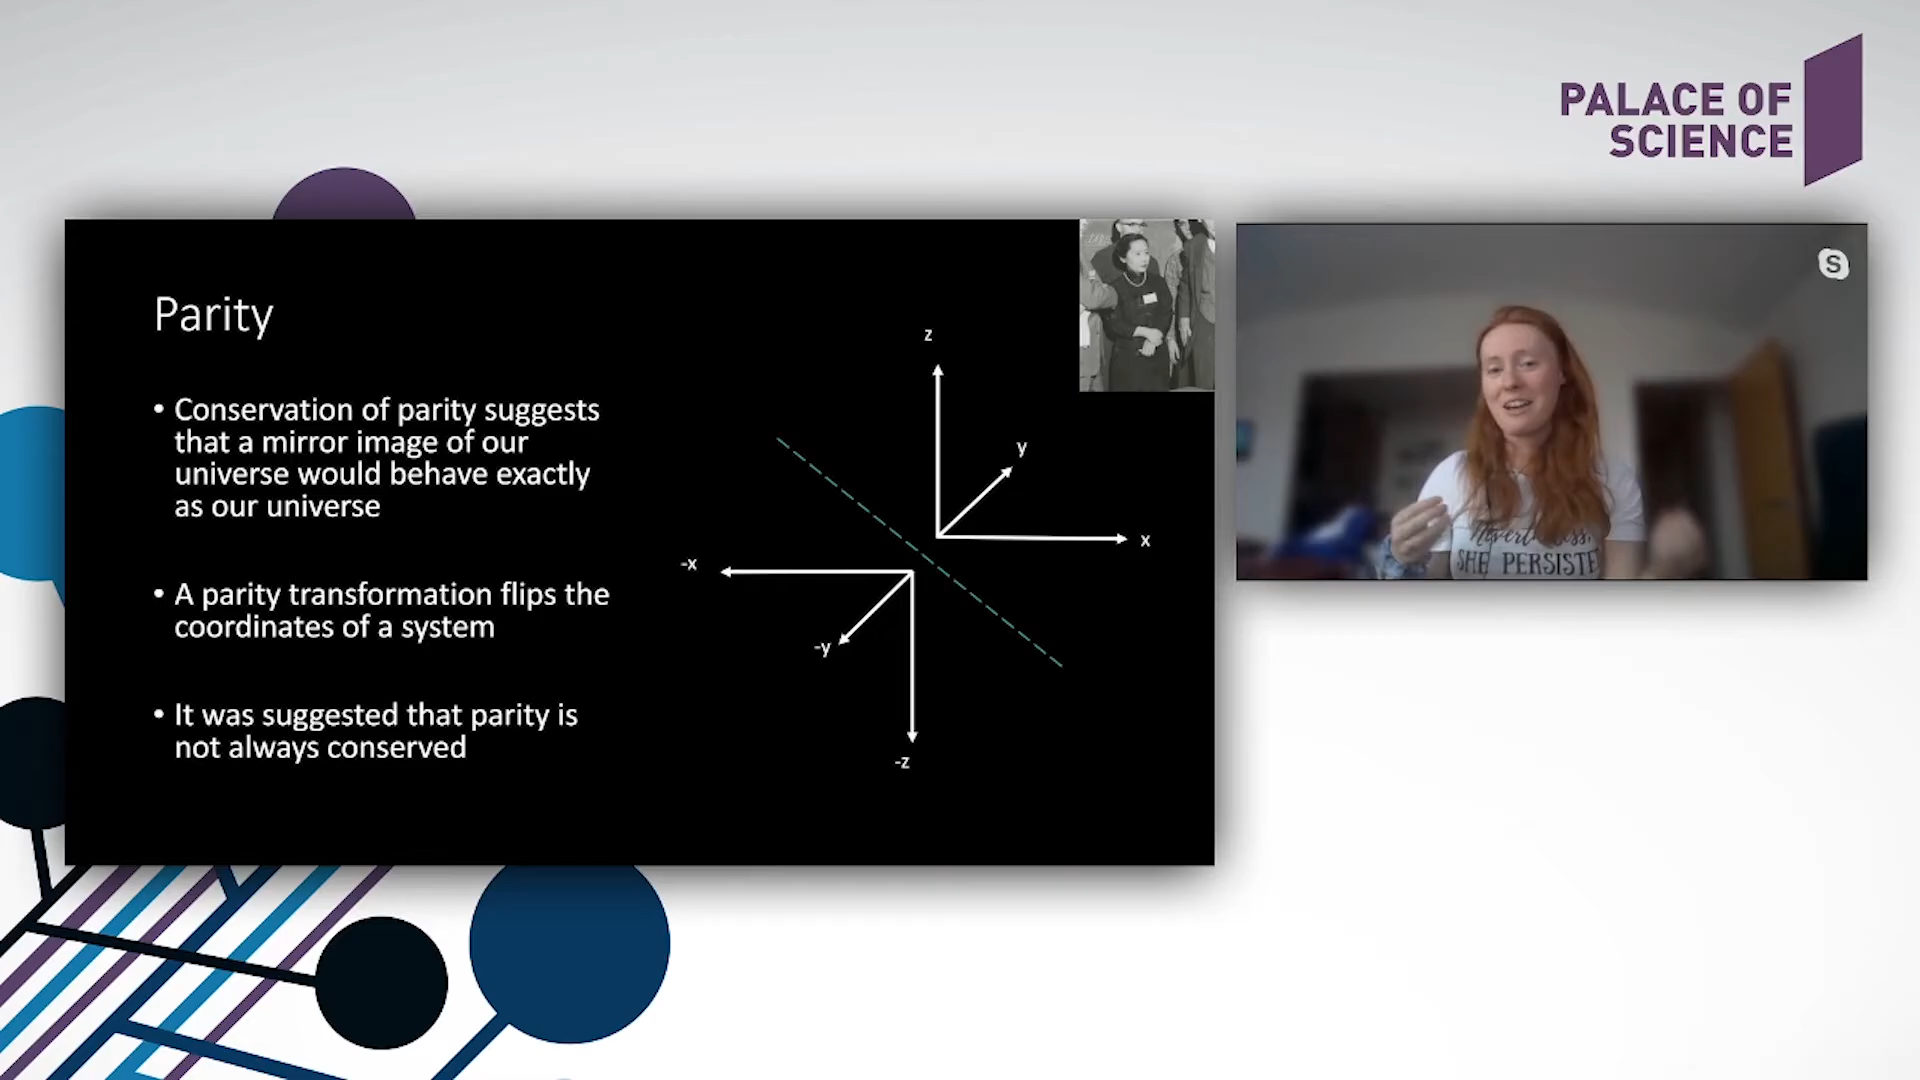 PALACE OF
SCIENCE
Parity
• Conservation of parity suggests
that a mirror image of our
universe would behave exactly
as our universe
• A parity transformation flips the
coordinates of a system
• It was suggested that parity is
not always conserved
z
y
x
-x
-y
-z
S
Nevertheless,
SHE PERSISTE